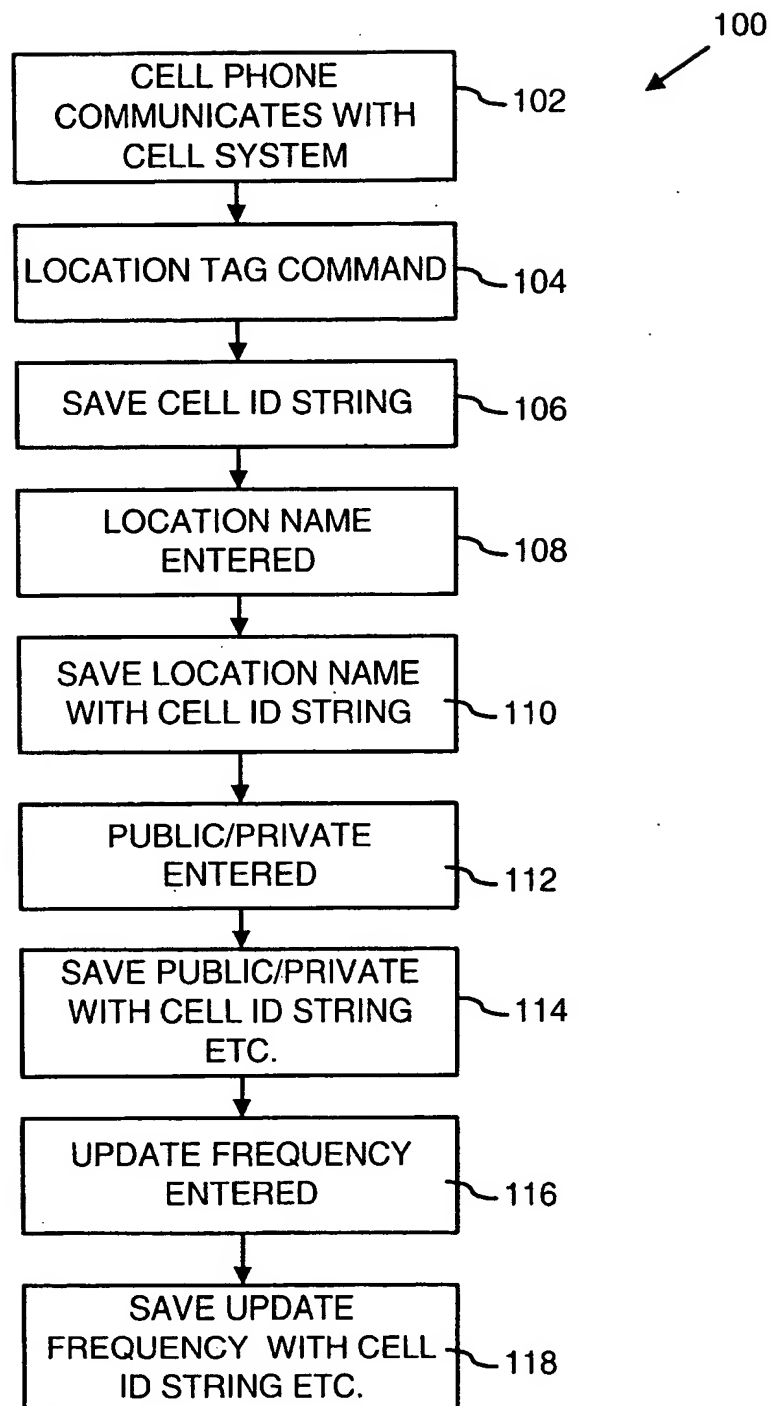 100
CELL PHONE
COMMUNICATES WITH
CELL SYSTEM
102
LOCATION TAG COMMAND
104
SAVE CELL ID STRING
106
LOCATION NAME
ENTERED
108
SAVE LOCATION NAME
WITH CELL ID STRING
110
PUBLIC/PRIVATE
ENTERED
112
SAVE PUBLIC/PRIVATE
WITH CELL ID STRING
ETC.
114
UPDATE FREQUENCY
ENTERED
116
SAVE UPDATE
FREQUENCY WITH CELL
ID STRING ETC.
118